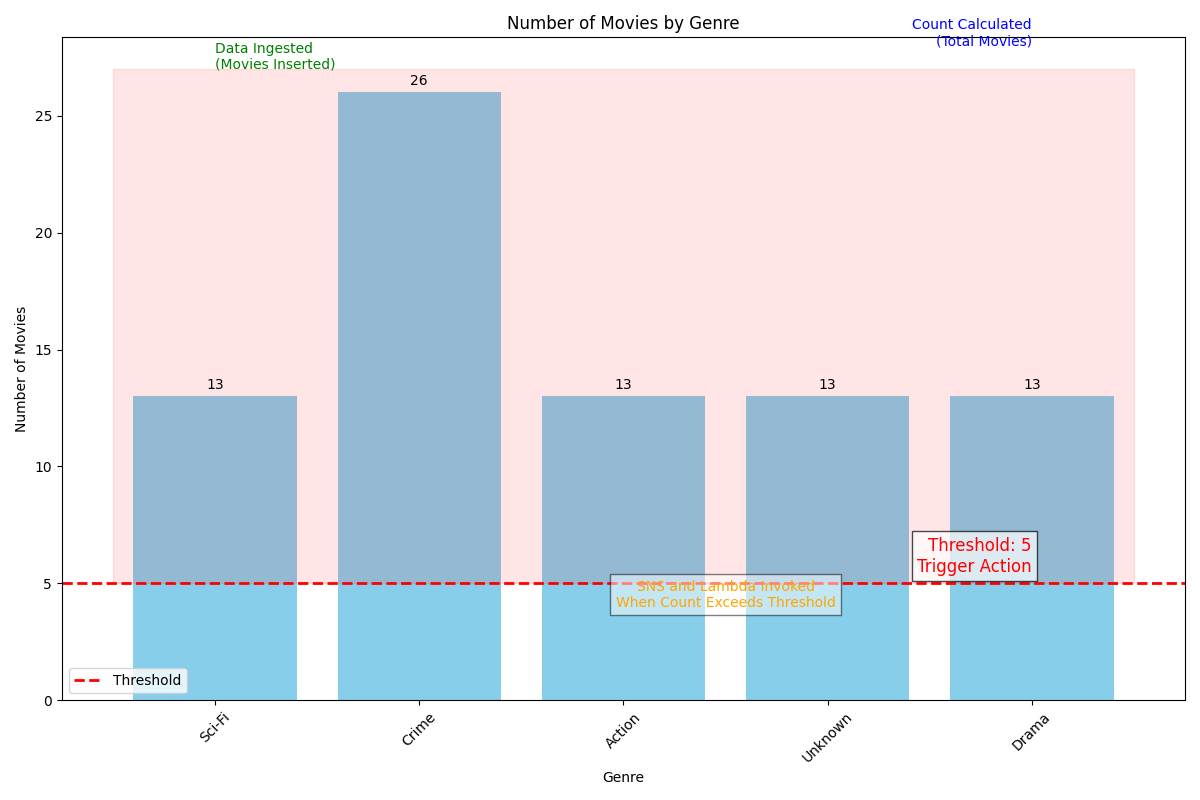 Number of Movies by Genre
Count Calculated
(Total Movies)
Data Ingested
(Movies Inserted)
26
25
20
Number of Movies
15
13
13
13
13
10
Threshold: 5
Trigger Action
5
SNS and Lambda Invoked
When Count Exceeds Threshold
Threshold
0
Sci-Fi
Crime
Action
Unknown
Drama
Genre